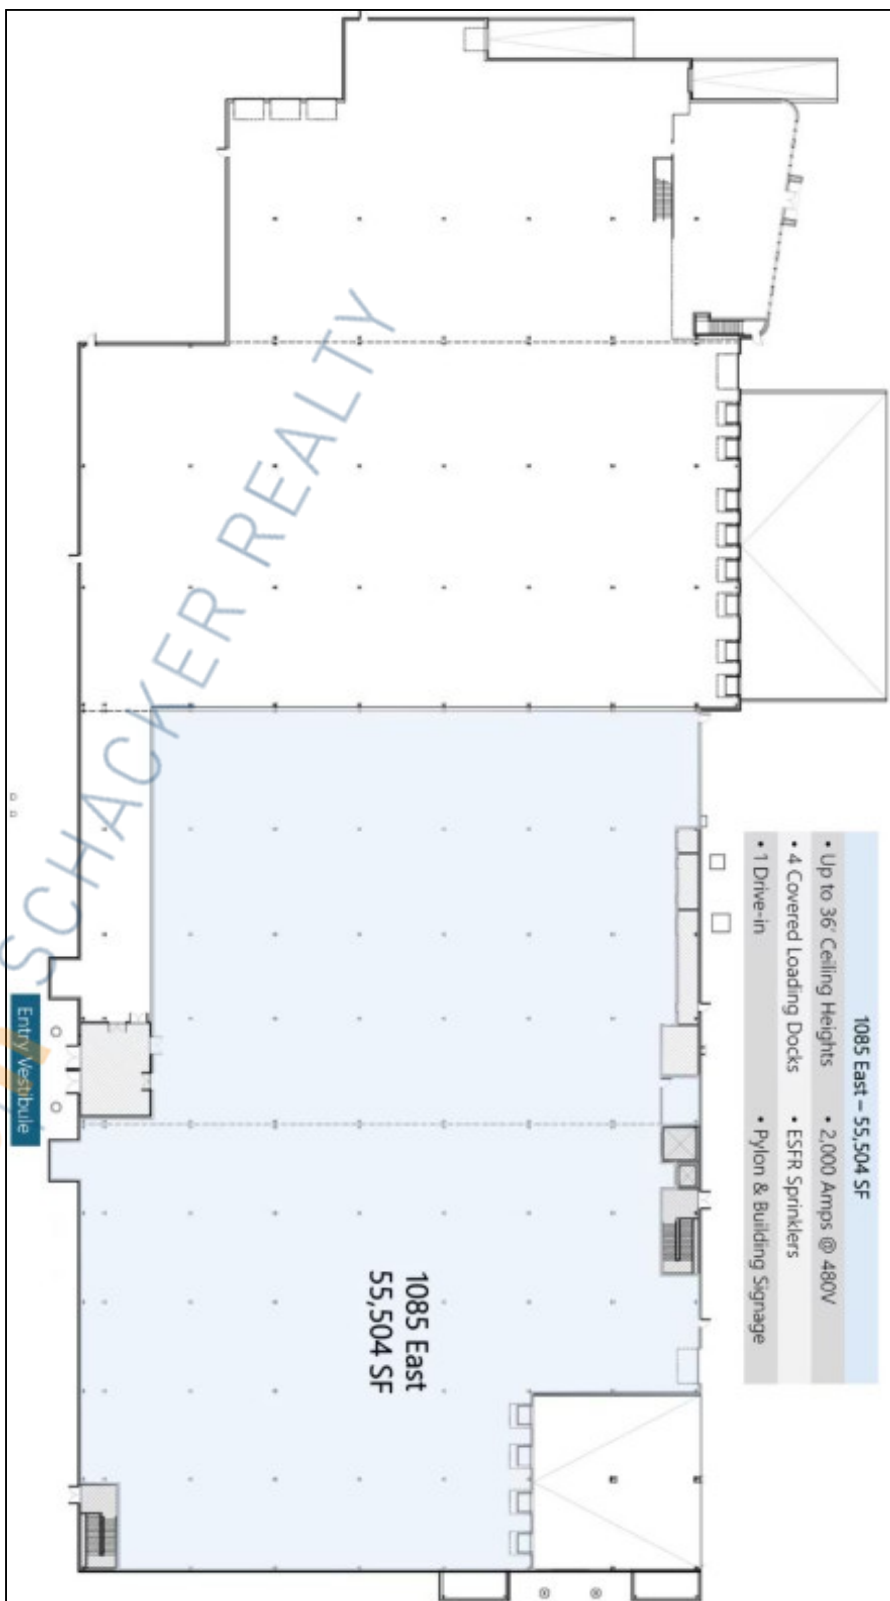 1085 East – 55,504 SF
• Up to 36' Ceiling Heights • 2,000 Amps @ 480V
• 4 Covered Loading Docks • ESFR Sprinklers
• 1 Drive-in • Pylon & Building Signage
1085 East
55,504 SF
Entry Vestibule
SCHACKER REALTY